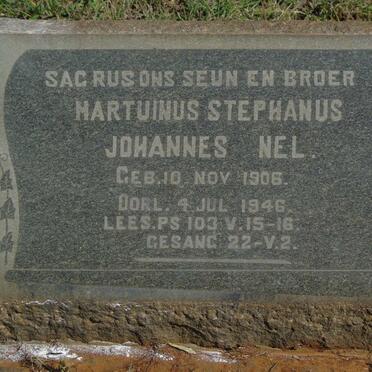 SAG RUS ONS SEUN EN BROER
MARTUINUS STEPHANUS
JOHANNES NEL.
GEB. 10 NOV 1906.
OORL. 4 JUL 1946.
LEES. PS 103 V. 15-16
GESANG 22-V.2.